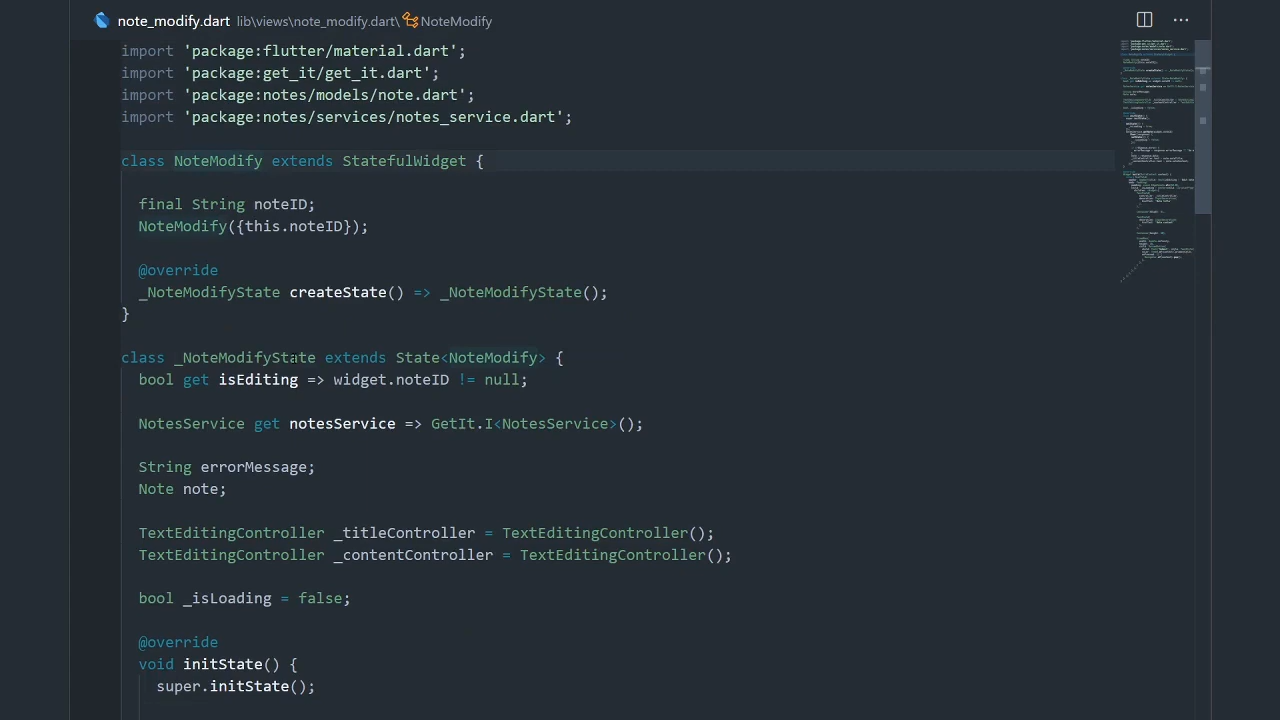 note_modify.dart lib\views\note_modify.dart\ NoteModify
import 'package:flutter/material.dart';
import 'package:get_it/get_it.dart';
import 'package:notes/models/note.dart';
import 'package:notes/services/notes_service.dart';
class NoteModify extends StatefulWidget {
final String noteID;
NoteModify({this.noteID});
@override
_NoteModifyState createState() => _NoteModifyState();
}
class _NoteModifyState extends State<NoteModify> {
bool get isEditing => widget.noteID != null;
NotesService get notesService => GetIt.I<NotesService>();
String errorMessage;
Note note;
TextEditingController _titleController = TextEditingController();
TextEditingController _contentController = TextEditingController();
bool _isLoading = false;
@override
void initState() {
super.initState();